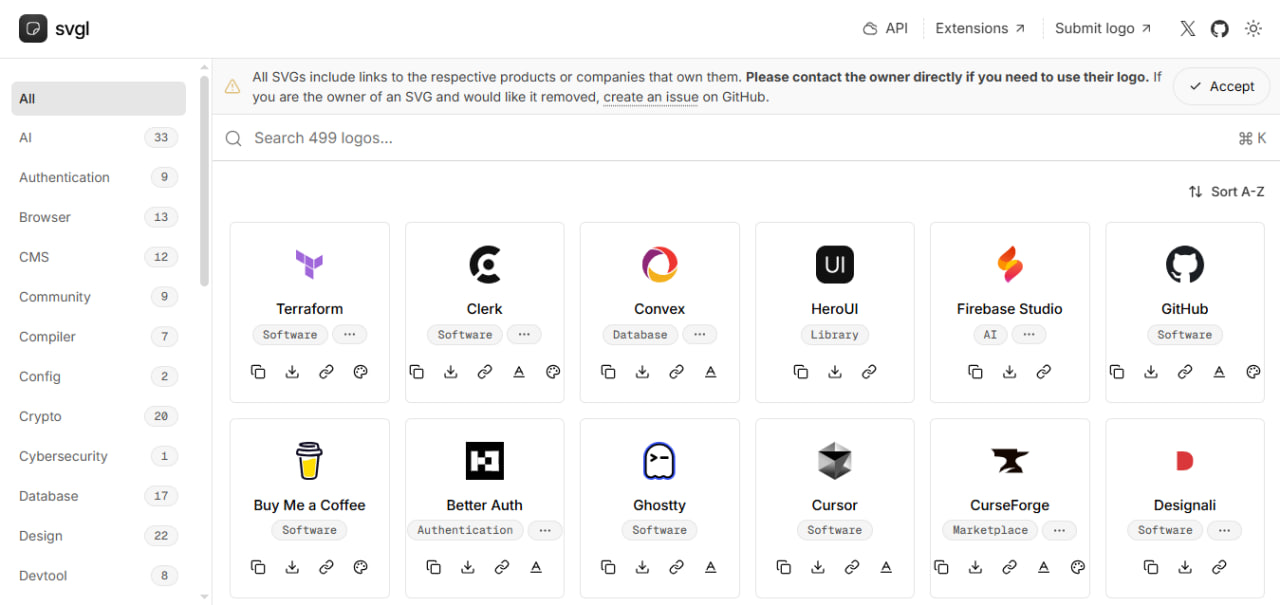 svgl
API
Extensions ↗
Submit logo ↗
All
AI 33
Authentication 9
Browser 13
CMS 12
Community 9
Compiler 7
Config 2
Crypto 20
Cybersecurity 1
Database 17
Design 22
Devtool 8
All SVGs include links to the respective products or companies that own them. Please contact the owner directly if you need to use their logo. If
you are the owner of an SVG and would like it removed, create an issue on GitHub.
Accept
Search 499 logos...
⌘ K
Sort A-Z
UI
Terraform
Clerk
Convex
HeroUI
Firebase Studio
GitHub
Software ...
Software ...
Database ...
Library
AI ...
Software
Buy Me a Coffee
Better Auth
Ghostty
Cursor
CurseForge
Designali
Software
Authentication ...
Software
Software
Marketplace ...
Software ...